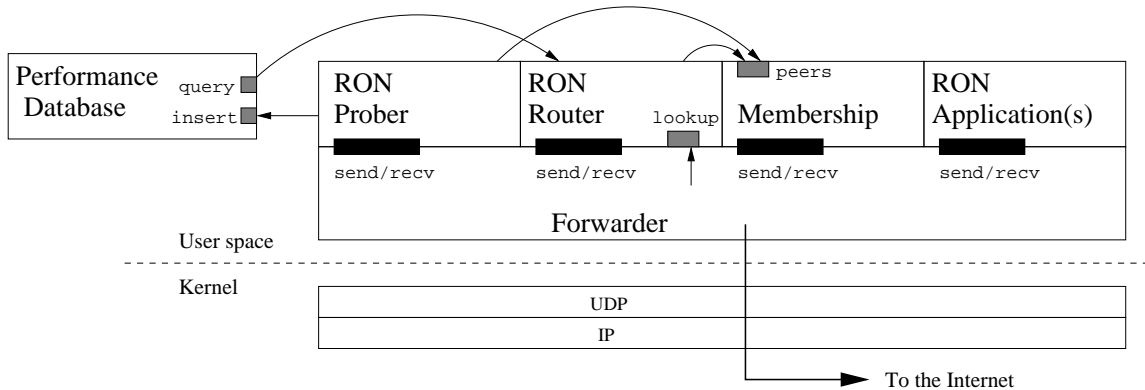 Performance
Database
query
insert
RON
Prober
RON
Router
lookup
peers
Membership
RON
Application(s)
send/recv
send/recv
send/recv
send/recv
Forwarder
User space
Kernel
UDP
IP
To the Internet